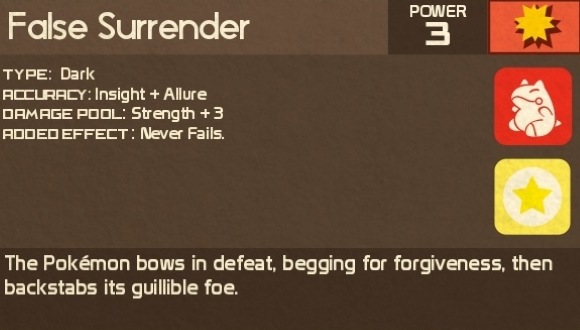 False Surrender
POWER
3
TYPE: Dark
ACCURACY: Insight + Allure
DAMAGE POOL: Strength + 3
ADDED EFFECT: Never Fails.
The Pokémon bows in defeat, begging for forgiveness, then
backstabs its guillible foe.